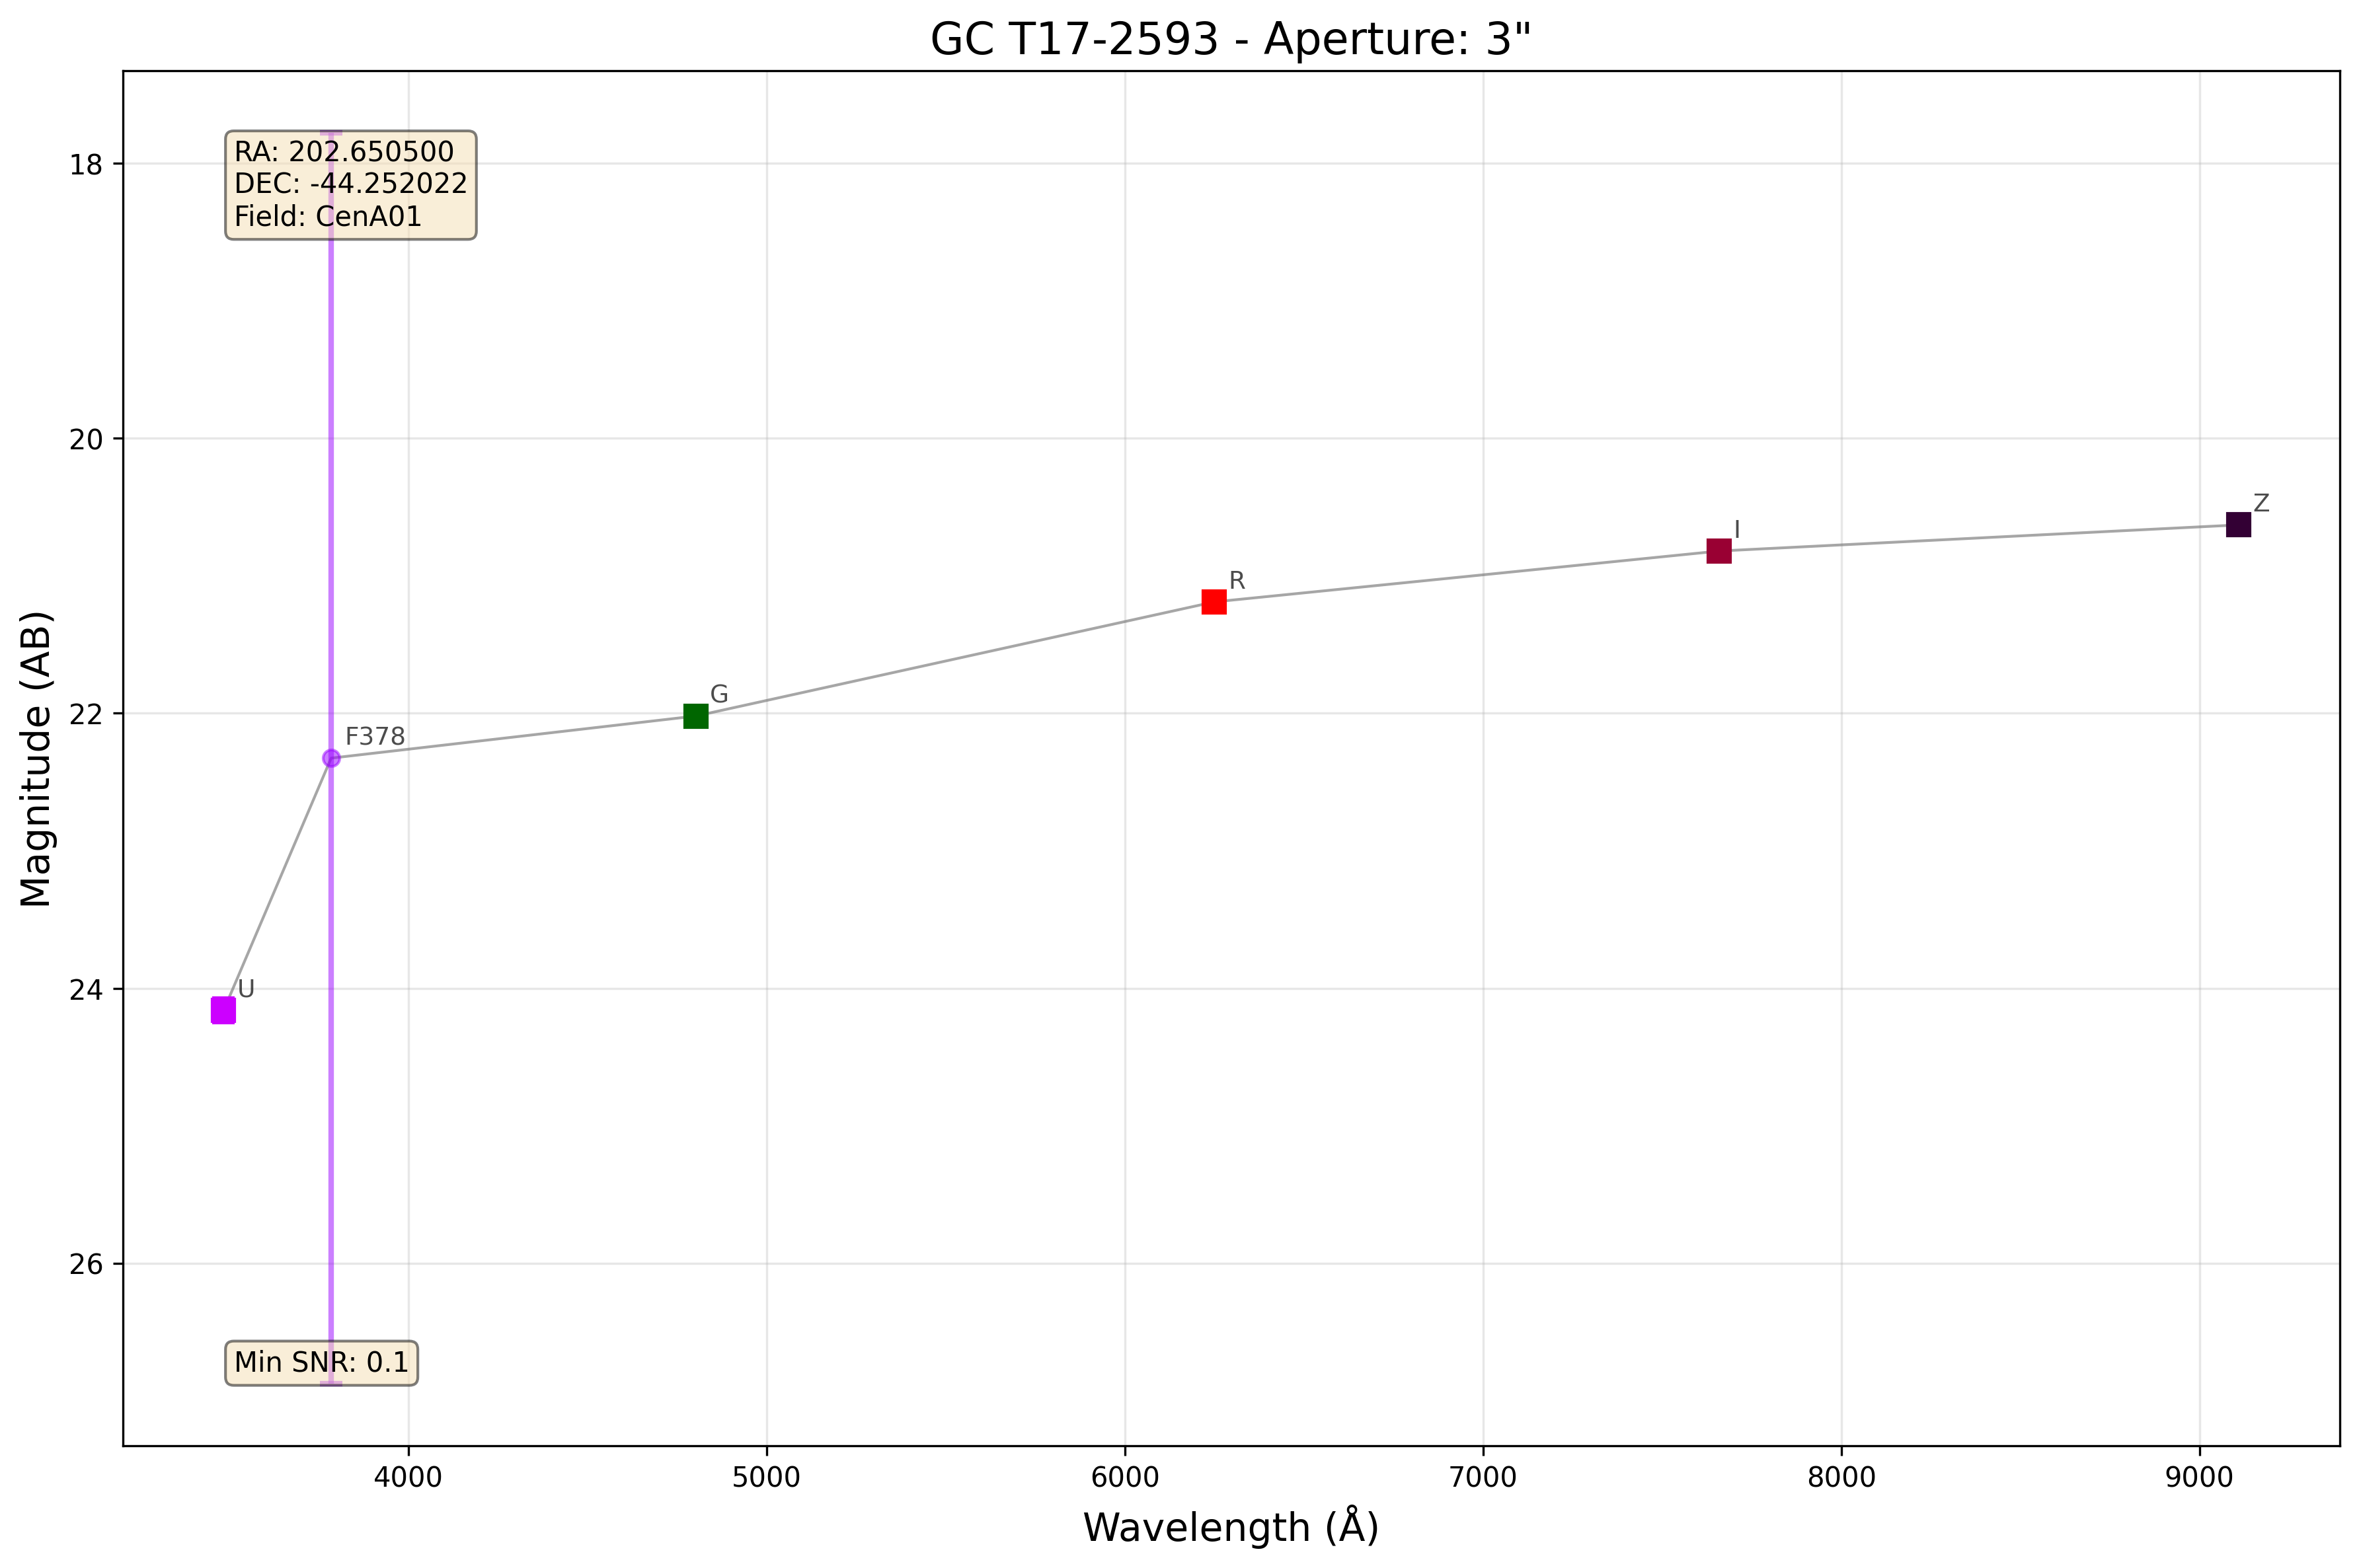 GC T17-2593 - Aperture: 3"
RA: 202.650500
DEC: -44.252022
Field: CenA01
18
20
22
24
26
Magnitude (AB)
U
F378
G
R
I
Z
Min SNR: 0.1
4000
5000
6000
7000
8000
9000
Wavelength (Å)